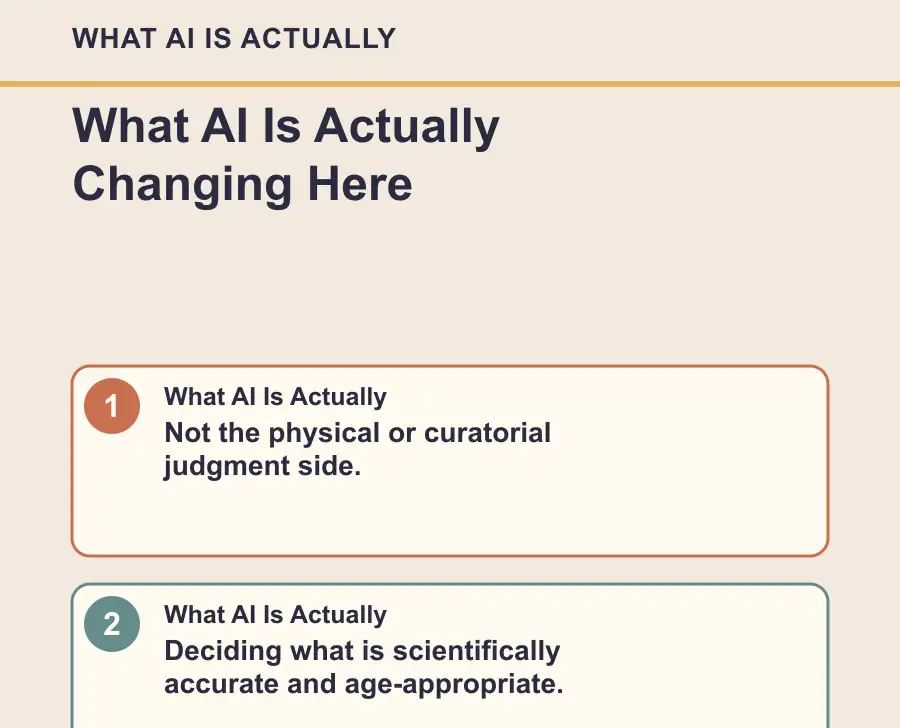 WHAT AI IS ACTUALLY
What AI Is Actually
Changing Here
1
What AI Is Actually
Not the physical or curatorial
judgment side.
2
What AI Is Actually
Deciding what is scientifically
accurate and age-appropriate.